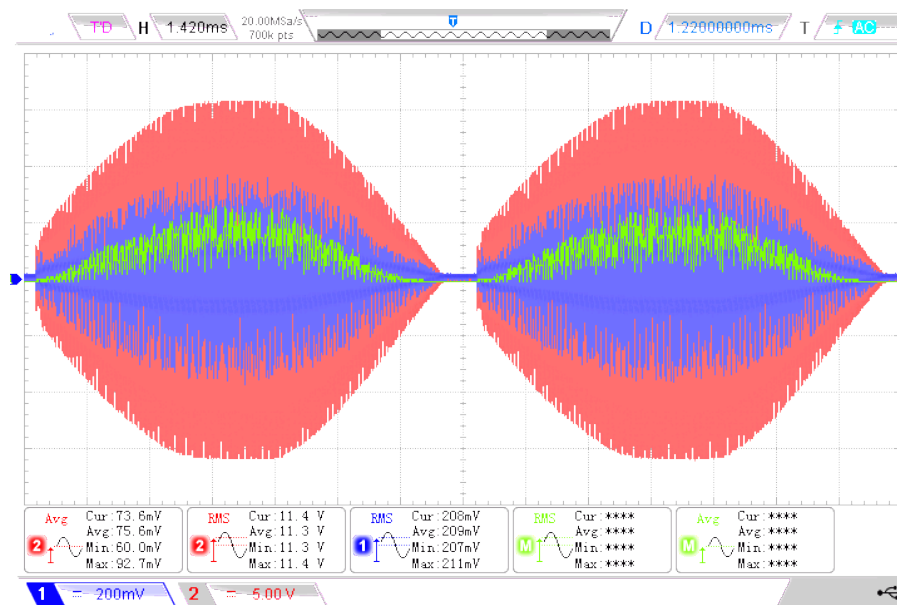 T'D H 1.420ms 20.00MSa/s 700k pts T D 1.22000000ms T AC
Avg Cur:73.6mV
Avg:75.6mV
2 Min:60.0mV
Max:92.7mV
RMS Cur:11.4 V
Avg:11.3 V
2 Min:11.3 V
Max:11.4 V
RMS Cur:208mV
Avg:209mV
1 Min:207mV
Max:211mV
RMS Cur:****
Avg:****
M Min:****
Max:****
Avg Cur:****
Avg:****
M Min:****
Max:****
1 200mV 2 5.00 V